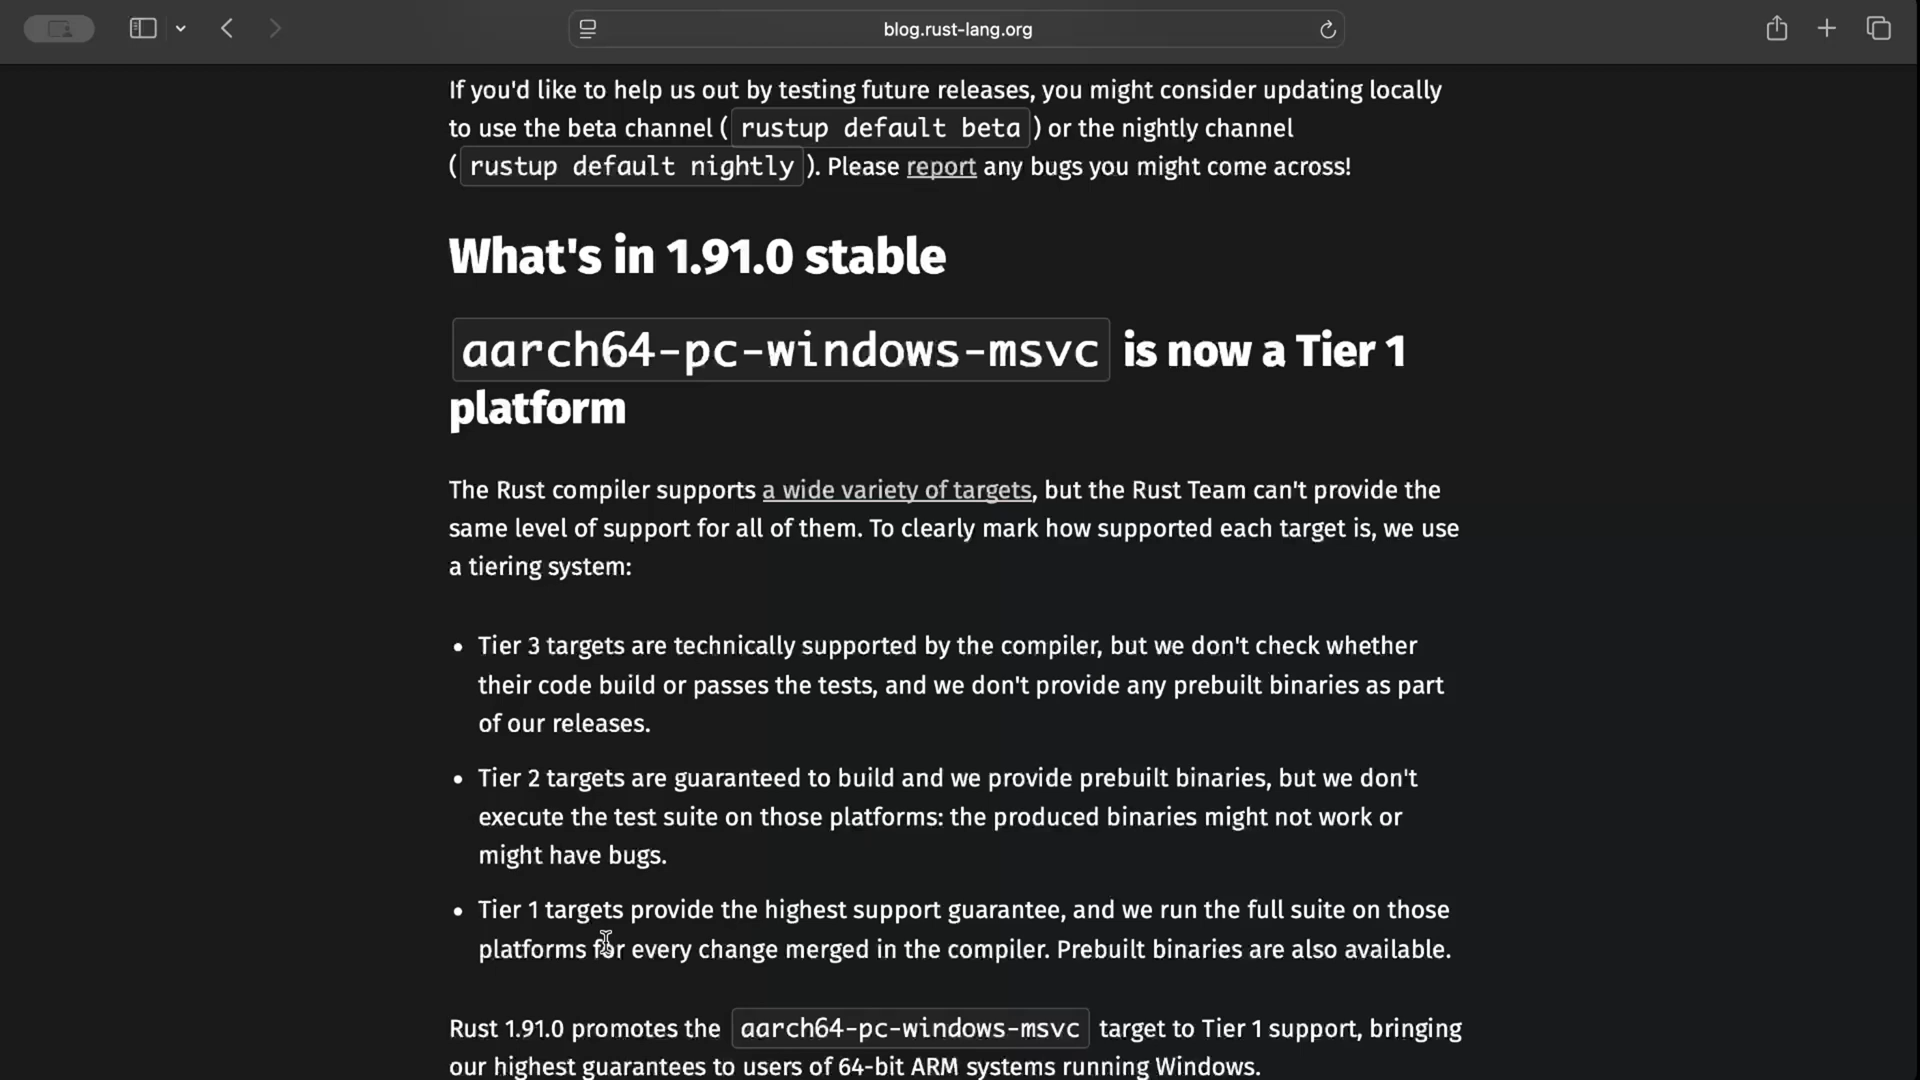 blog.rust-lang.org
If you'd like to help us out by testing future releases, you might consider updating locally
to use the beta channel ( rustup default beta ) or the nightly channel
( rustup default nightly ). Please report any bugs you might come across!
What's in 1.91.0 stable
aarch64-pc-windows-msvc is now a Tier 1
platform
The Rust compiler supports a wide variety of targets, but the Rust Team can't provide the
same level of support for all of them. To clearly mark how supported each target is, we use
a tiering system:
• Tier 3 targets are technically supported by the compiler, but we don't check whether
their code build or passes the tests, and we don't provide any prebuilt binaries as part
of our releases.
• Tier 2 targets are guaranteed to build and we provide prebuilt binaries, but we don't
execute the test suite on those platforms: the produced binaries might not work or
might have bugs.
• Tier 1 targets provide the highest support guarantee, and we run the full suite on those
platforms for every change merged in the compiler. Prebuilt binaries are also available.
Rust 1.91.0 promotes the aarch64-pc-windows-msvc target to Tier 1 support, bringing
our highest guarantees to users of 64-bit ARM systems running Windows.